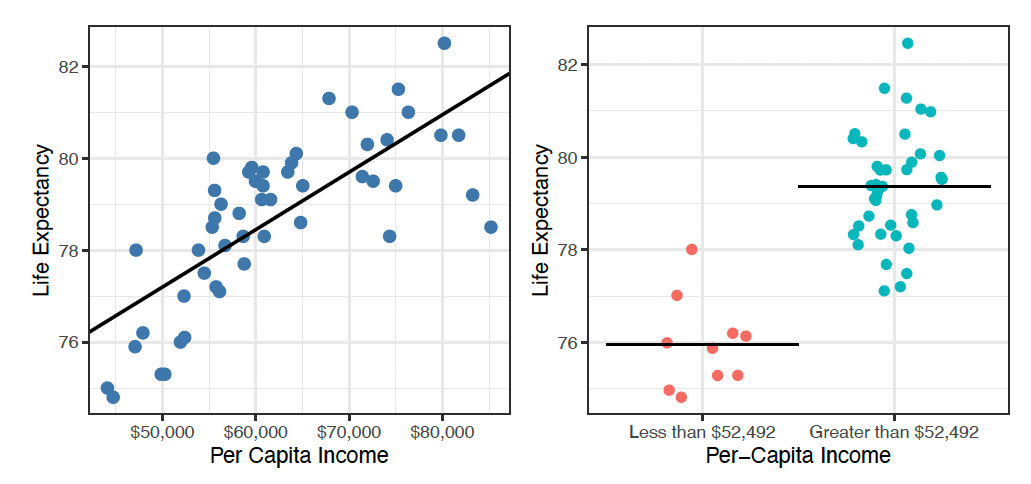 Life Expectancy
82
80
78
76
$50,000 $60,000 $70,000 $80,000
Per Capita Income
Life Expectancy
82
80
78
76
Less than $52,492 Greater than $52,492
Per−Capita Income